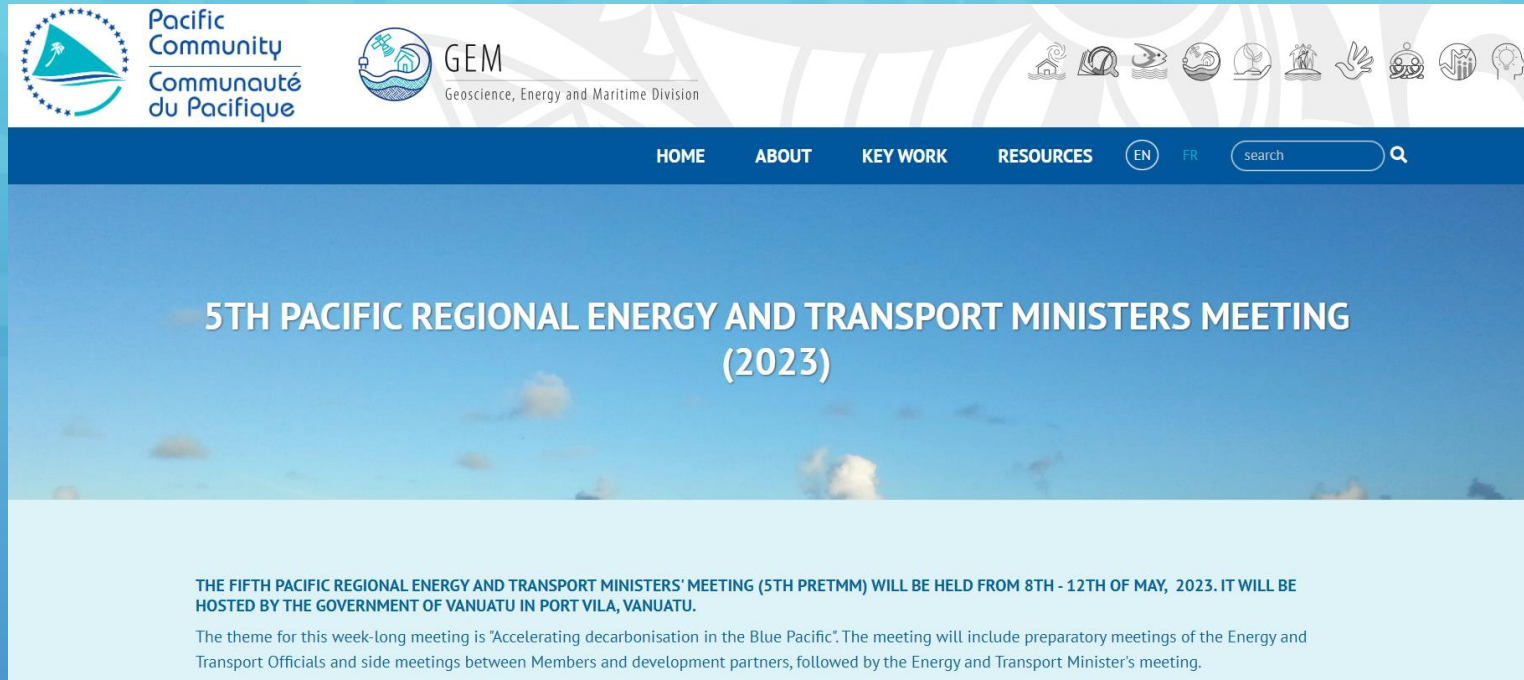 Pacific
Community
Communauté
du Pacifique
GEM
Geoscience, Energy and Maritime Division
HOME ABOUT KEY WORK RESOURCES EN FR search
5TH PACIFIC REGIONAL ENERGY AND TRANSPORT MINISTERS MEETING
(2023)
THE FIFTH PACIFIC REGIONAL ENERGY AND TRANSPORT MINISTERS' MEETING (5TH PRETMM) WILL BE HELD FROM 8TH - 12TH OF MAY, 2023. IT WILL BE
HOSTED BY THE GOVERNMENT OF VANUATU IN PORT VILA, VANUATU.
The theme for this week-long meeting is "Accelerating decarbonisation in the Blue Pacific". The meeting will include preparatory meetings of the Energy and
Transport Officials and side meetings between Members and development partners, followed by the Energy and Transport Minister's meeting.